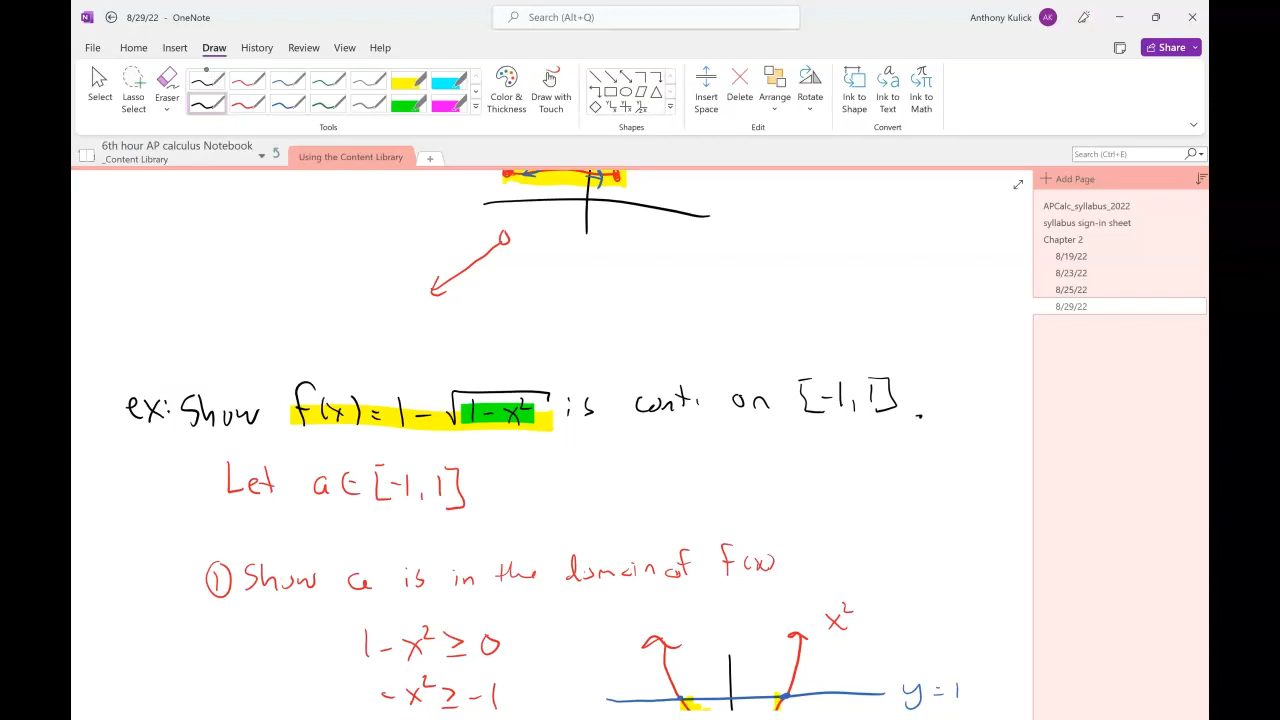 8/29/22 - OneNote
Search (Alt+Q)
Anthony Kulick
AK
File Home Insert Draw History Review View Help
Share
Select
Lasso Select
Eraser
Color & Thickness
Draw with Touch
Insert Space
Delete
Arrange
Rotate
Ink to Shape
Ink to Text
Ink to Math
Tools
Shapes
Edit
Convert
6th hour AP calculus Notebook
_Content Library
Using the Content Library
Search (Ctrl+E)
Add Page
APCalc_syllabus_2022
syllabus sign-in sheet
Chapter 2
8/19/22
8/23/22
8/25/22
8/29/22
ex: Show f(x) = 1 - √1 - x² is cont. on [-1, 1].
Let a ∈ [-1, 1]
① Show a is in the domain of f(x)
1 - x² ≥ 0
- x² ≥ -1
x²
y = 1